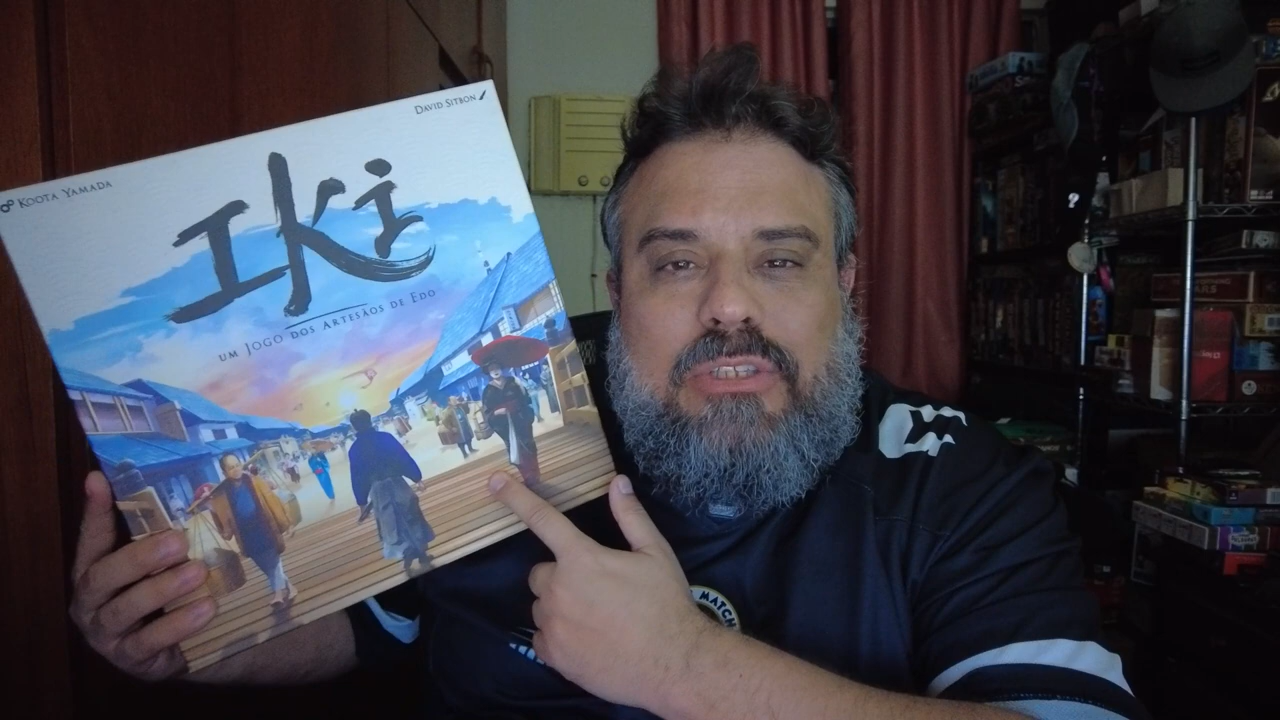 DAVID SITBON
KOOTA YAMADA
IKi
UM JOGO DOS ARTESÃOS DE EDO
MATCH
?